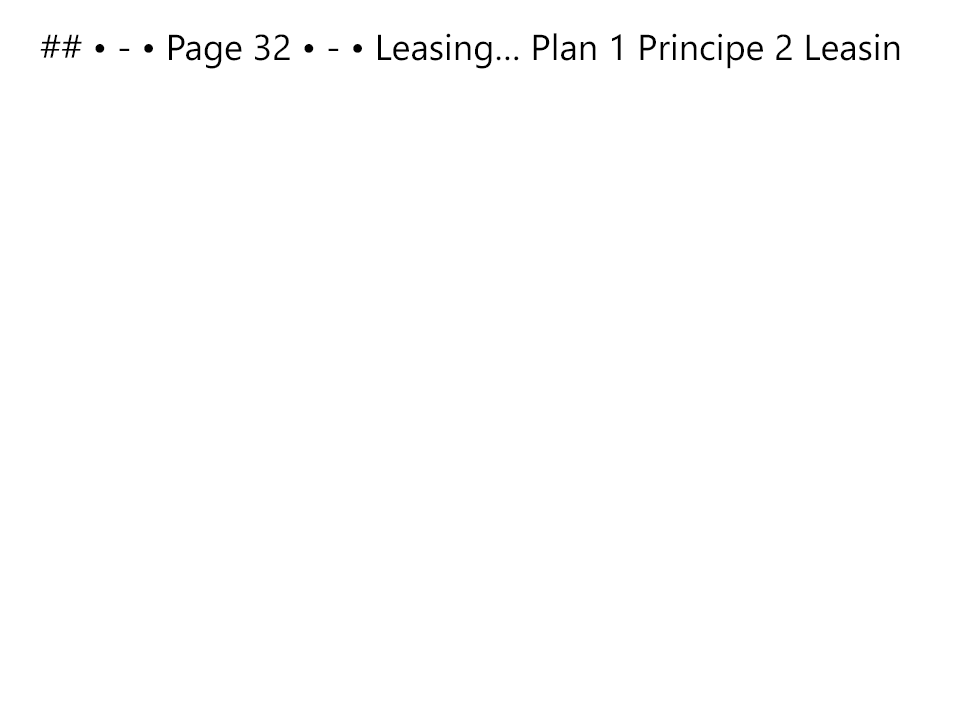 ## • - • Page 32 • - • Leasing... Plan 1 Principe 2 Leasin